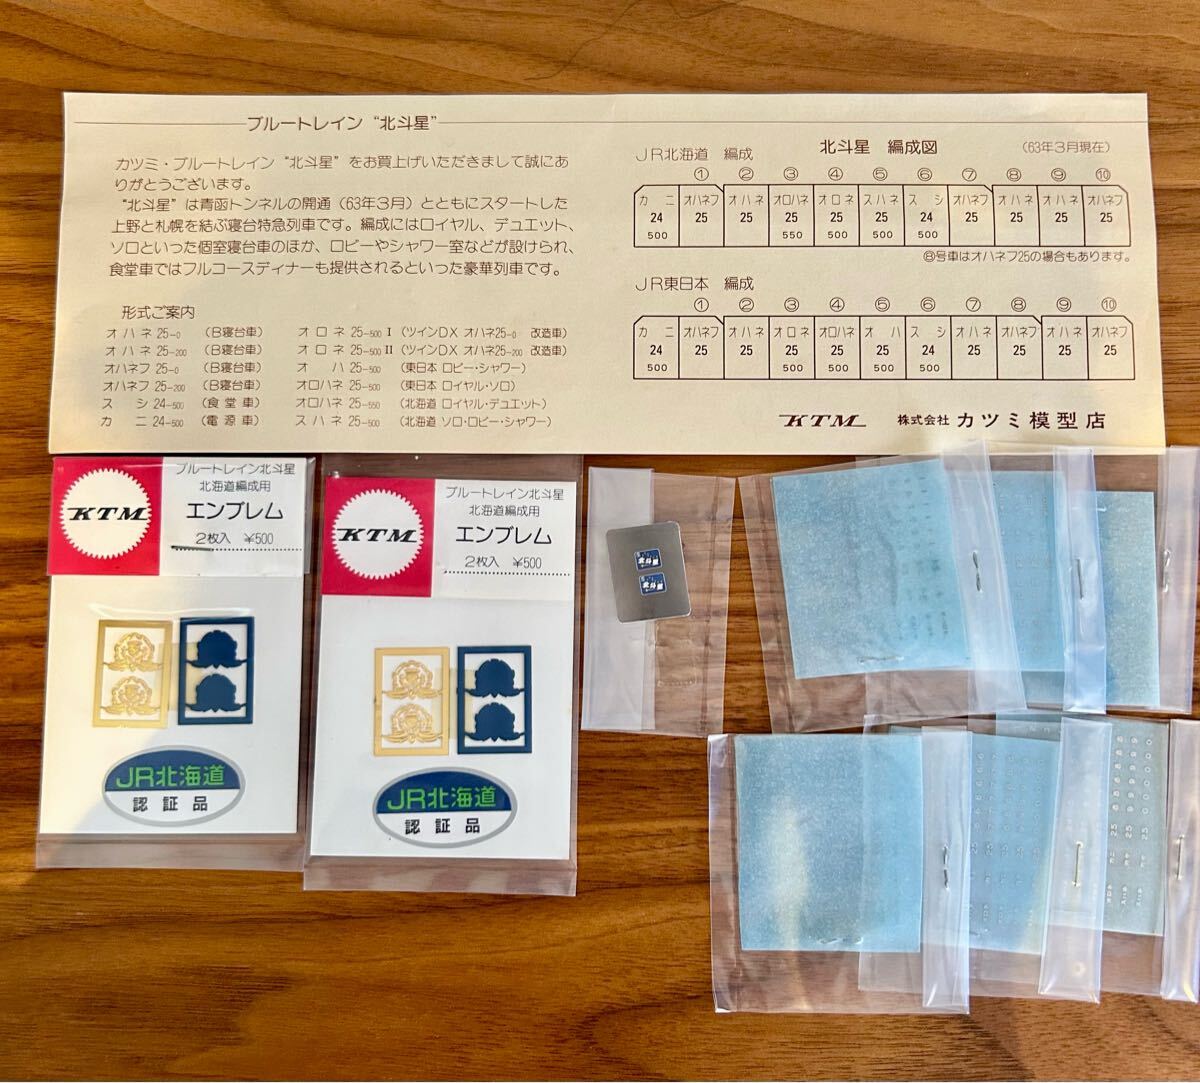 ブルートレイン “北斗星”
カツミ・ブルートレイン “北斗星” をお買上げいただきまして誠にあ
りがとうございます。
“北斗星” は青函トンネルの開通 (63年3月) とともにスタートした
上野と札幌を結ぶ寝台特急列車です。編成にはロイヤル、デュエット、
ソロといった個室寝台車のほか、ロビーやシャワー室などが設けられ、
食堂車ではフルコースディナーも提供されるといった豪華列車です。
形式ご案内
オハネ 25-0 (B寝台車)
オハネ 25-200 (B寝台車)
オハネフ 25-0 (B寝台車)
オハネフ 25-200 (B寝台車)
スシ 24-500 (食堂車)
カニ 24-500 (電源車)
オロネ 25-500 I (ツインDX オハネ25-0 改造車)
オロネ 25-500 II (ツインDX オハネ25-200 改造車)
オハ 25-500 (東日本 ロビー・シャワー)
オロハネ 25-500 (東日本 ロイヤル・ソロ)
オロハネ 25-550 (北海道 ロイヤル・デュエット)
スハネ 25-500 (北海道 ソロ・ロビー・シャワー)
北斗星 編成図 (63年3月現在)
JR北海道 編成
① ② ③ ④ ⑤ ⑥ ⑦ ⑧ ⑨ ⑩
カニ オハネフ オハネ オロハネ オロネ スハネ スシ オハネフ オハネ オハネ オハネフ
24 25 25 25 25 25 24 25 25 25 25
500 550 500 500 500
⑧号車はオハネフ25の場合もあります。
JR東日本 編成
① ② ③ ④ ⑤ ⑥ ⑦ ⑧ ⑨ ⑩
カニ オハネフ オハネ オロネ オロハネ オハ スシ オハネ オハネフ オハネ オハネフ
24 25 25 25 25 25 24 25 25 25 25
500 500 500 500 500
KTM 株式会社 カツミ模型店
KTM
ブルートレイン北斗星
北海道編成用
エンブレム
2枚入 ¥500
JR北海道
認証品
KTM
ブルートレイン北斗星
北海道編成用
エンブレム
2枚入 ¥500
JR北海道
認証品
北斗星
北斗星